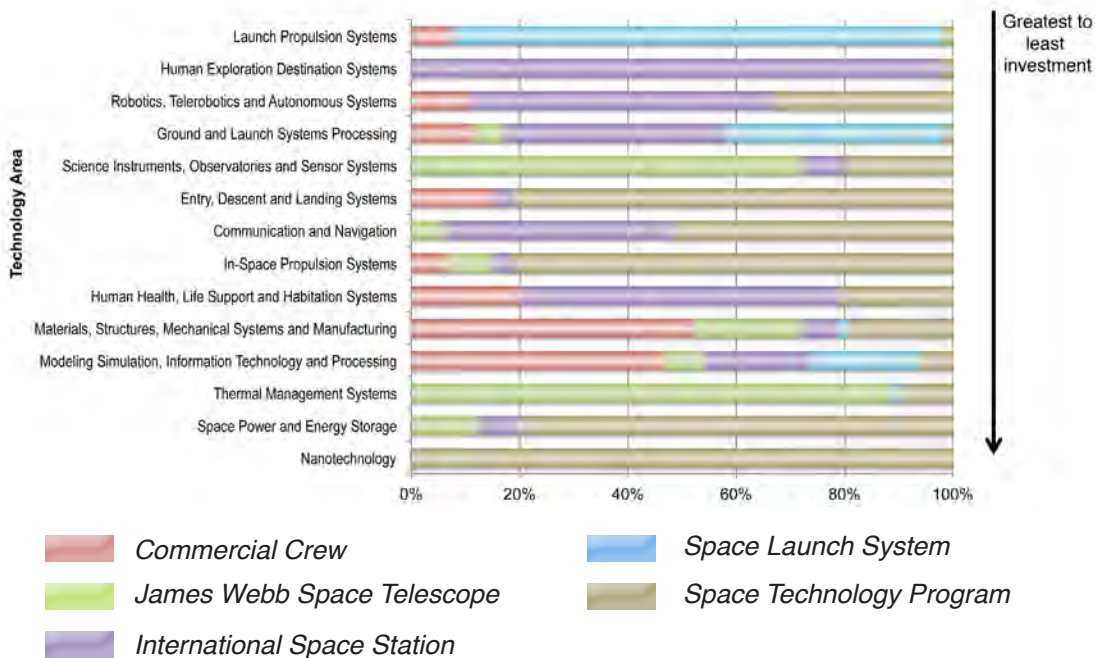 Greatest to
least
investment
Technology Area
Launch Propulsion Systems
Human Exploration Destination Systems
Robotics, Telerobotics and Autonomous Systems
Ground and Launch Systems Processing
Science Instruments, Observatories and Sensor Systems
Entry, Descent and Landing Systems
Communication and Navigation
In-Space Propulsion Systems
Human Health, Life Support and Habitation Systems
Materials, Structures, Mechanical Systems and Manufacturing
Modeling Simulation, Information Technology and Processing
Thermal Management Systems
Space Power and Energy Storage
Nanotechnology
0% 20% 40% 60% 80% 100%
Commercial Crew
James Webb Space Telescope
International Space Station
Space Launch System
Space Technology Program